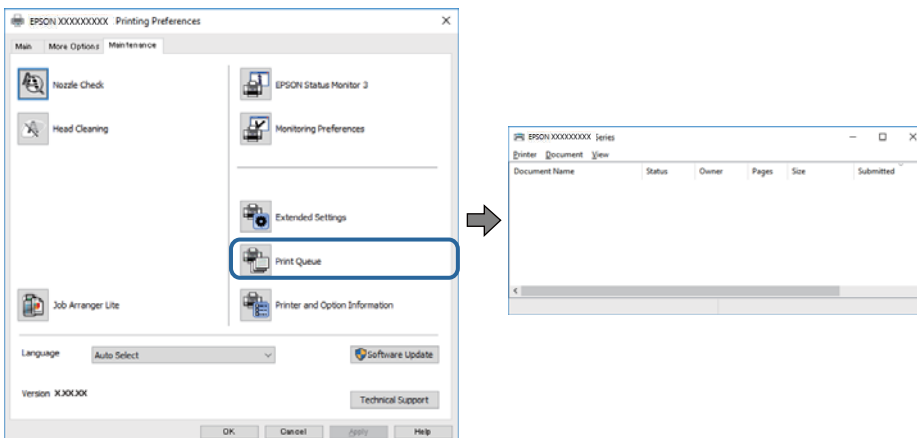 EPSON XXXXXXXXX Printing Preferences
Main More Options Maintenance
Nozzle Check
EPSON Status Monitor 3
Head Cleaning
Monitoring Preferences
Extended Settings
Print Queue
Job Arranger Lite
Printer and Option Information
Language
Auto Select
Software Update
Version X.XX.XX
Technical Support
OK Cancel Apply Help
EPSON XXXXXXXXX Series
Printer Document View
Document Name Status Owner Pages Size Submitted